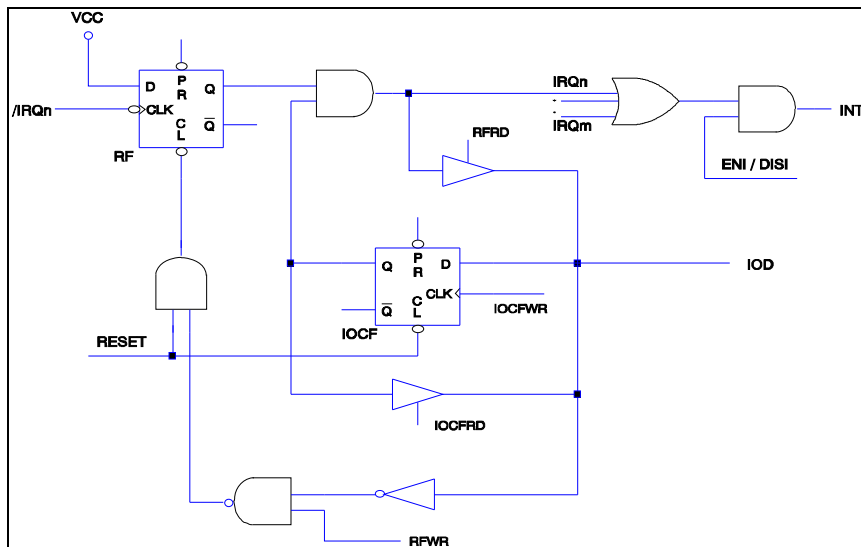 VCC
D
P
R
Q
/IRQn
CLK
C
L
Q
RF
IRQn
IRQm
INT
ENI / DISI
RFRD
Q
P
R
D
IOD
CLK
C
L
Q
IOCF
IOCFWR
RESET
IOCFRD
RFWR